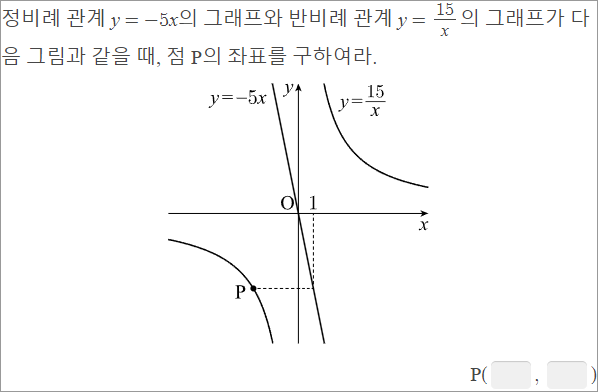 정비례 관계 y = −5x의 그래프와 반비례 관계 y = 15/x 의 그래프가 다
음 그림과 같을 때, 점 P의 좌표를 구하여라.
y=−5x y y=15/x
O 1
x
P
P( , )